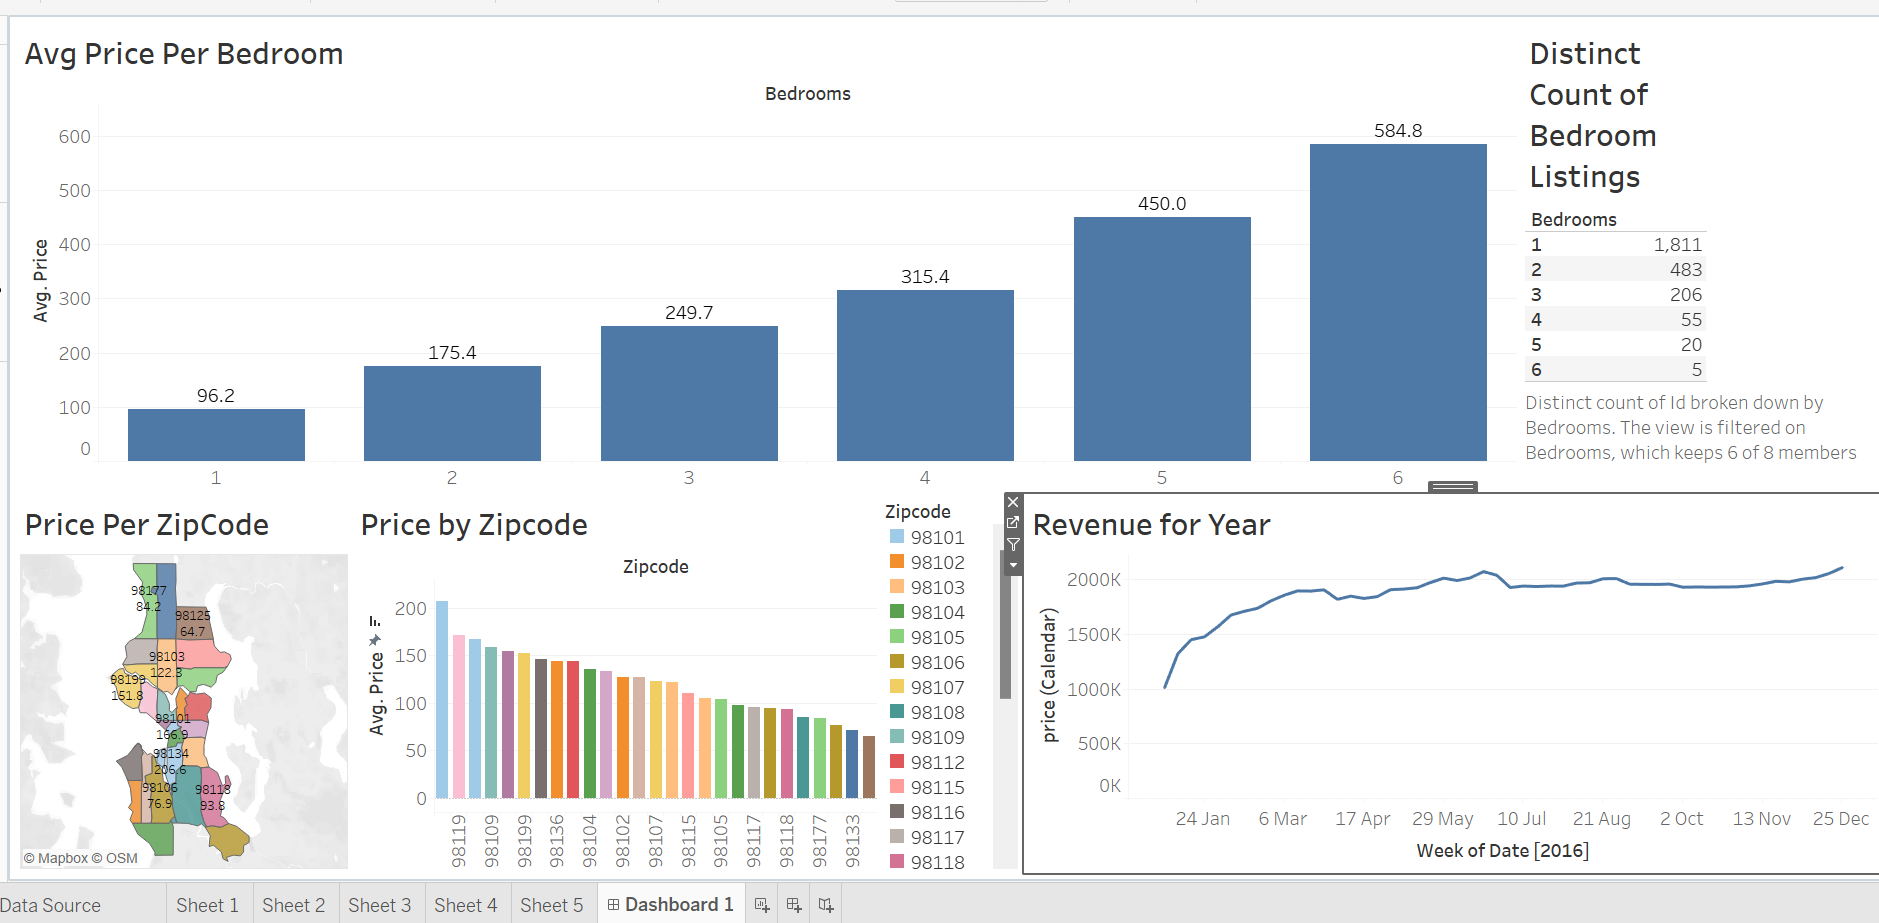 Avg Price Per Bedroom
Bedrooms
Avg. Price
600
500
400
300
200
100
0
96.2
175.4
249.7
315.4
450.0
584.8
1
2
3
4
5
6
Distinct
Count of
Bedroom
Listings
Bedrooms
1 1,811
2 483
3 206
4 55
5 20
6 5
Distinct count of Id broken down by
Bedrooms. The view is filtered on
Bedrooms, which keeps 6 of 8 members
Price Per ZipCode
98177
84.2
98125
64.7
98103
122.3
98199
151.8
98101
166.9
98134
206.6
98106
76.9
98118
93.8
© Mapbox © OSM
Price by Zipcode
Zipcode
Avg. Price
200
150
100
50
0
98119
98109
98199
98136
98104
98102
98107
98115
98105
98117
98118
98177
98133
Zipcode
98101
98102
98103
98104
98105
98106
98107
98108
98109
98112
98115
98116
98117
98118
Revenue for Year
price (Calendar)
2000K
1500K
1000K
500K
0K
24 Jan
6 Mar
17 Apr
29 May
10 Jul
21 Aug
2 Oct
13 Nov
25 Dec
Week of Date [2016]
Data Source
Sheet 1
Sheet 2
Sheet 3
Sheet 4
Sheet 5
Dashboard 1